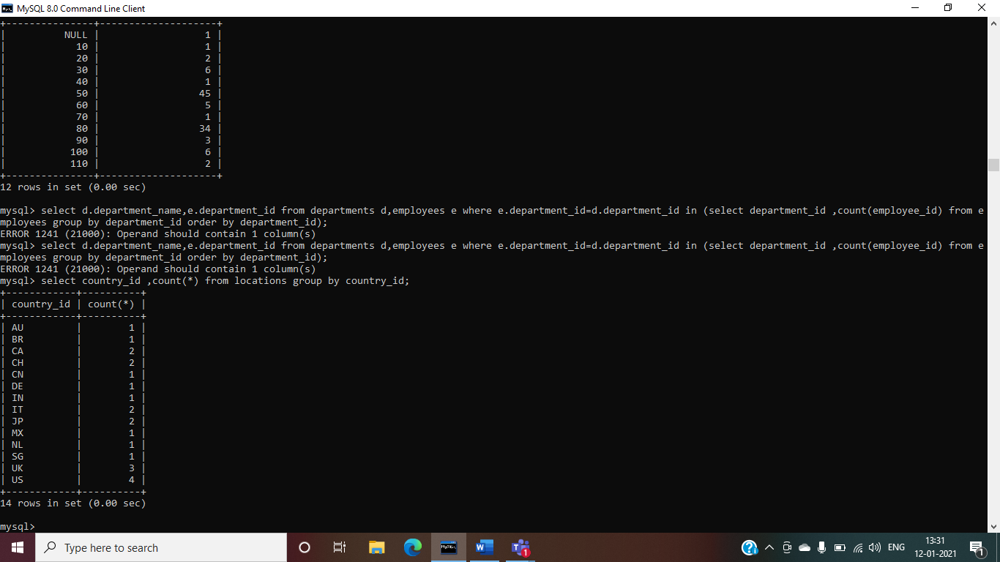 MySQL 8.0 Command Line Client
+---------------+--------------------+
|          NULL |                  1 |
|            10 |                  1 |
|            20 |                  2 |
|            30 |                  6 |
|            40 |                  1 |
|            50 |                 45 |
|            60 |                  5 |
|            70 |                  1 |
|            80 |                 34 |
|            90 |                  3 |
|           100 |                  6 |
|           110 |                  2 |
+---------------+--------------------+
12 rows in set (0.00 sec)

mysql> select d.department_name,e.department_id from departments d,employees e where e.department_id=d.department_id in (select department_id ,count(employee_id) from e
mployees group by department_id order by department_id);
ERROR 1241 (21000): Operand should contain 1 column(s)
mysql> select d.department_name,e.department_id from departments d,employees e where e.department_id=d.department_id in (select department_id ,count(employee_id) from e
mployees group by department_id order by department_id);
ERROR 1241 (21000): Operand should contain 1 column(s)
mysql> select country_id ,count(*) from locations group by country_id;
+------------+----------+
| country_id | count(*) |
+------------+----------+
| AU         |        1 |
| BR         |        1 |
| CA         |        2 |
| CH         |        2 |
| CN         |        1 |
| DE         |        1 |
| IN         |        1 |
| IT         |        2 |
| JP         |        2 |
| MX         |        1 |
| NL         |        1 |
| SG         |        1 |
| UK         |        3 |
| US         |        4 |
+------------+----------+
14 rows in set (0.00 sec)

mysql>
Type here to search
ENG
13:31
12-01-2021
1
1